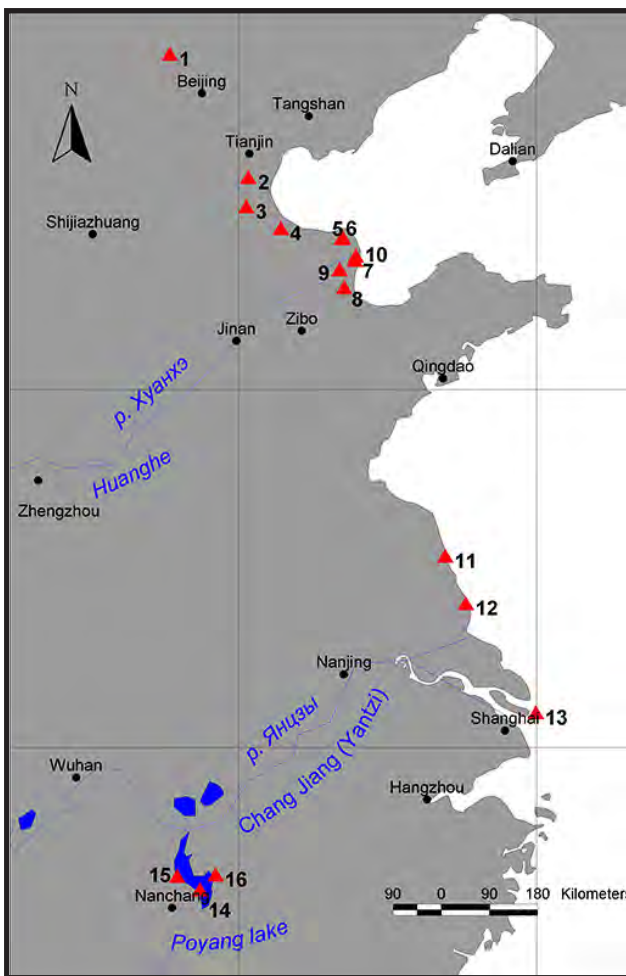 1
Beijing
Tangshan
N
Tianjin
Dalian
2
3
Shijiazhuang
4
56
10
9
7
8
Zibo
Jinan
Qingdao
р. Хуанхэ
Huanghe
Zhengzhou
11
12
Nanjing
13
Shanghai
р. Янцзы
Wuhan
Chang Jiang (Yantzi)
Hangzhou
15
16
Nanchang
14
90 0 90 180 Kilometers
Poyang lake